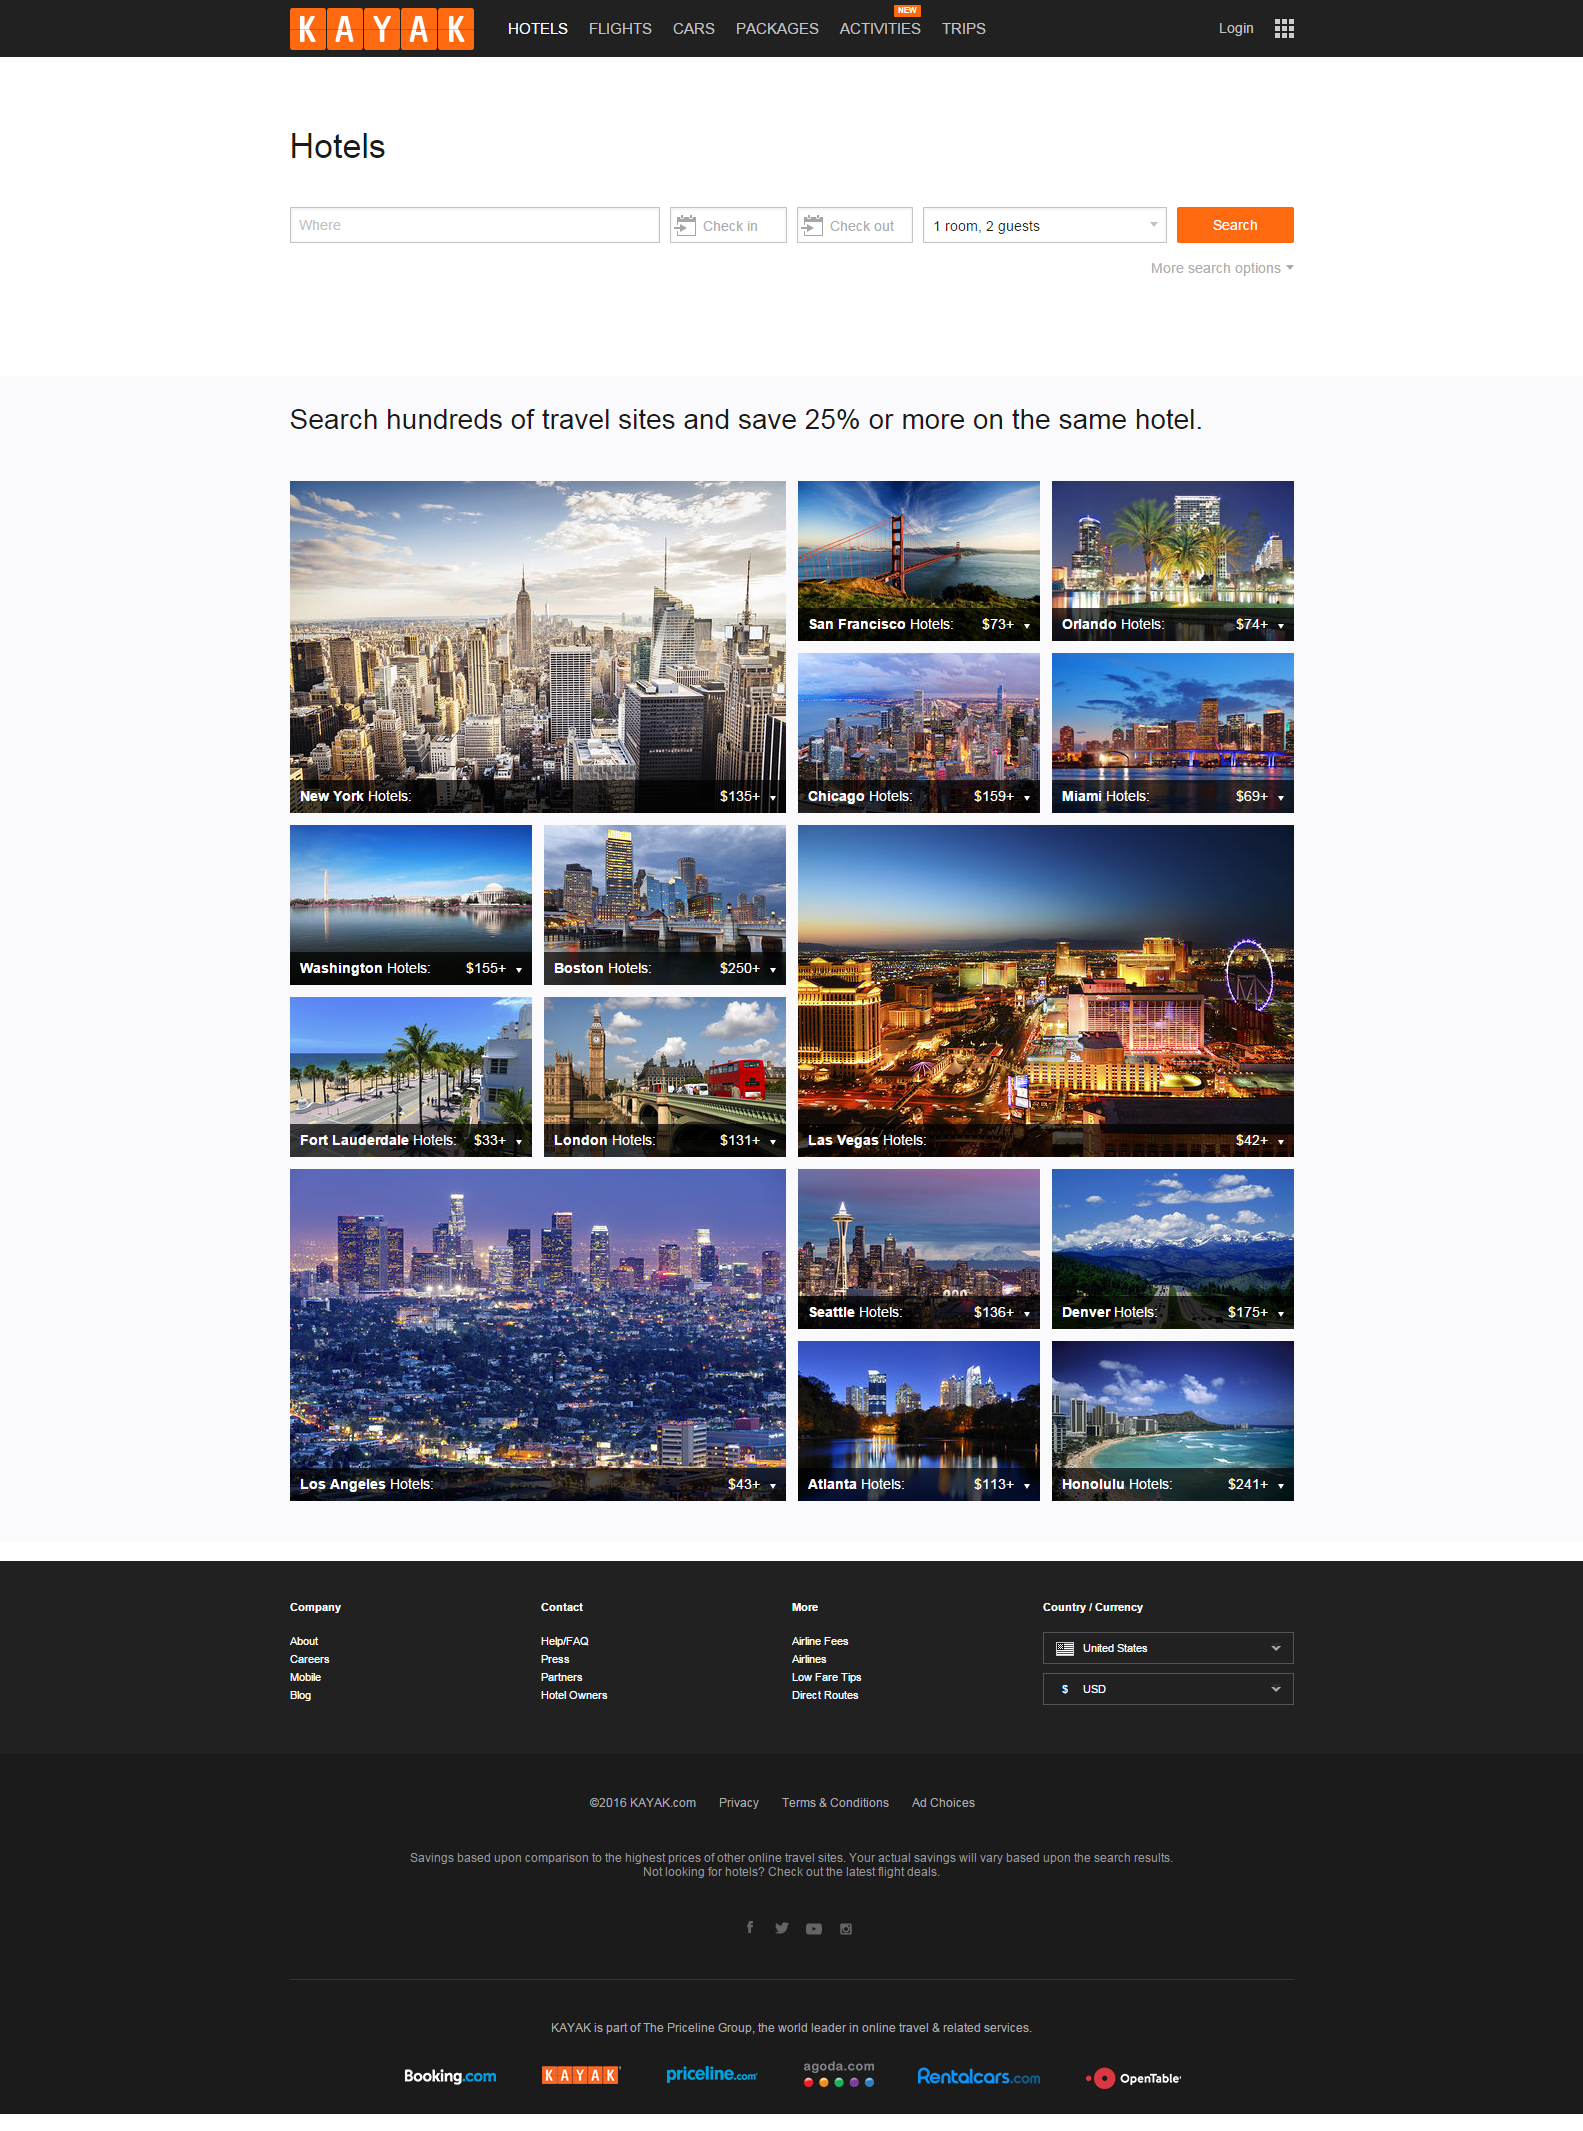 KAYAK HOTELS FLIGHTS CARS PACKAGES ACTIVITIES NEW TRIPS Login
Hotels
Where Check in Check out 1 room, 2 guests Search
More search options
Search hundreds of travel sites and save 25% or more on the same hotel.
San Francisco Hotels: $73+
Orlando Hotels: $74+
New York Hotels: $135+
Chicago Hotels: $159+
Miami Hotels: $69+
Washington Hotels: $155+
Boston Hotels: $250+
Fort Lauderdale Hotels: $33+
London Hotels: $131+
Las Vegas Hotels: $42+
Seattle Hotels: $136+
Denver Hotels: $175+
Los Angeles Hotels: $43+
Atlanta Hotels: $113+
Honolulu Hotels: $241+
Company
About
Careers
Mobile
Blog
Contact
Help/FAQ
Press
Partners
Hotel Owners
More
Airline Fees
Airlines
Low Fare Tips
Direct Routes
Country / Currency
United States
$ USD
©2016 KAYAK.com Privacy Terms & Conditions Ad Choices
Savings based upon comparison to the highest prices of other online travel sites. Your actual savings will vary based upon the search results.
Not looking for hotels? Check out the latest flight deals.
KAYAK is part of The Priceline Group, the world leader in online travel & related services.
Booking.com KAYAK priceline.com agoda.com Rentalcars.com OpenTable